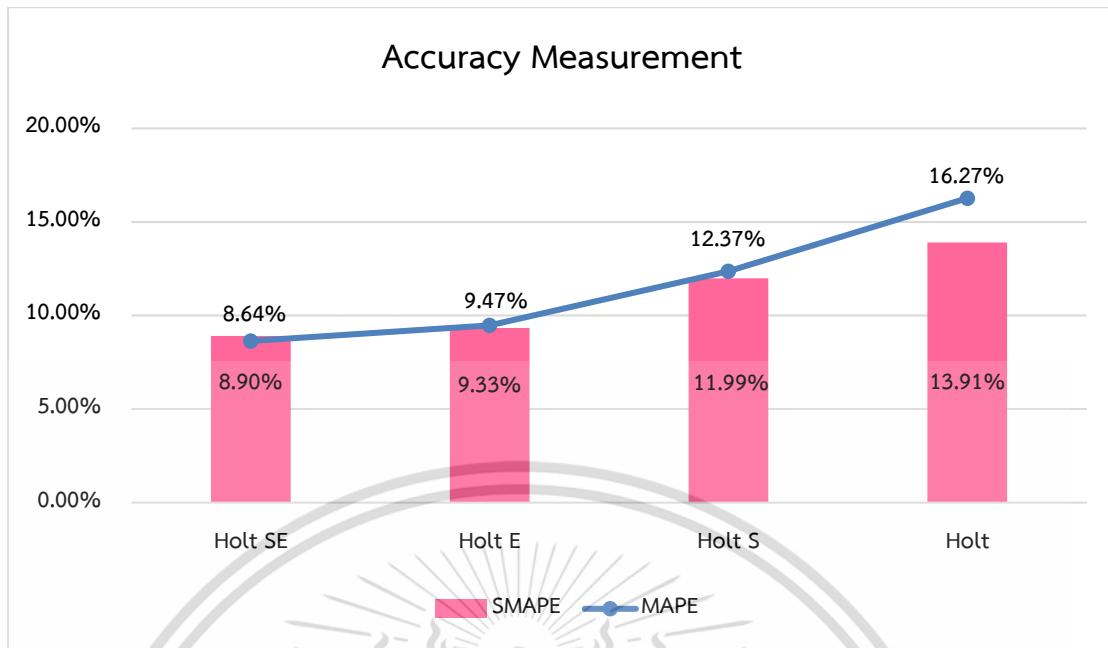 Accuracy Measurement
20.00%
15.00%
10.00%
5.00%
0.00%
8.64%
9.47%
12.37%
16.27%
8.90%
9.33%
11.99%
13.91%
Holt SE
Holt E
Holt S
Holt
SMAPE
MAPE